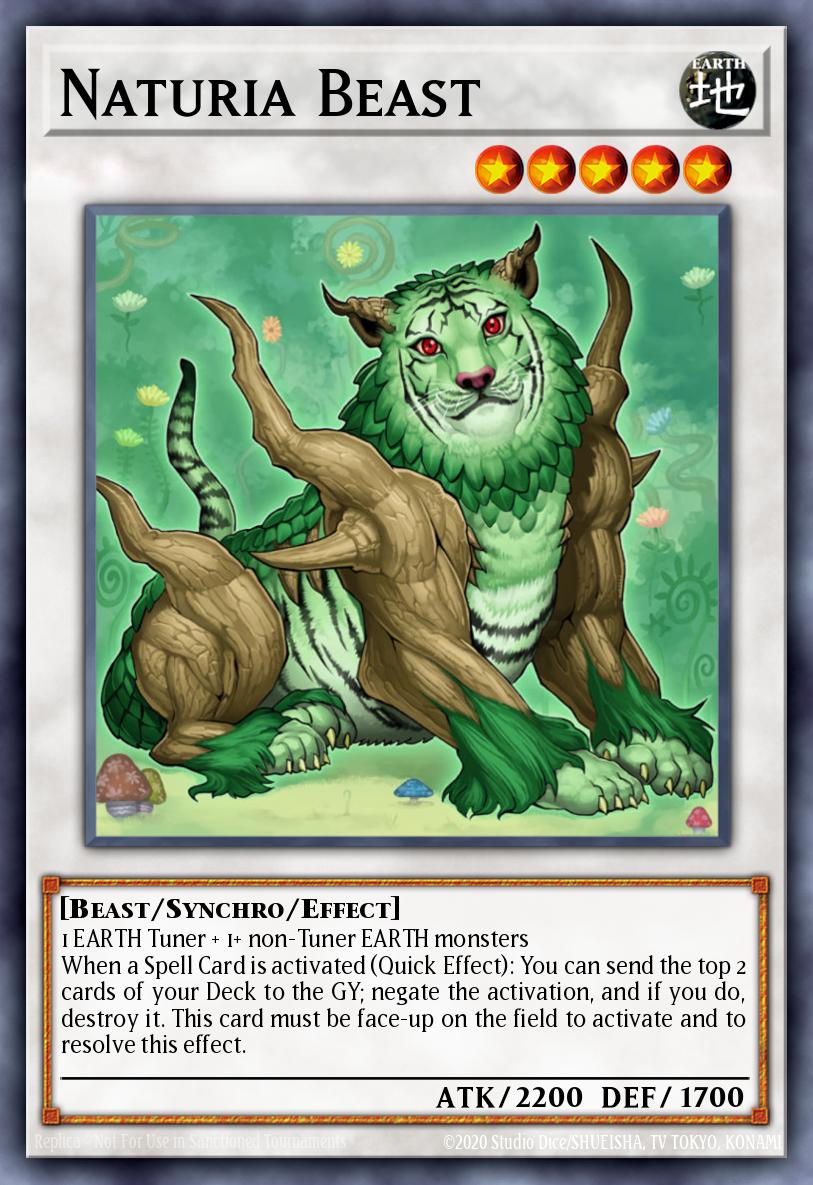 Naturia Beast
EARTH
地
[Beast/Synchro/Effect]
1 EARTH Tuner + 1+ non-Tuner EARTH monsters
When a Spell Card is activated (Quick Effect): You can send the top 2
cards of your Deck to the GY; negate the activation, and if you do,
destroy it. This card must be face-up on the field to activate and to
resolve this effect.
ATK/2200 DEF/1700
Replica - Not For Use in Sanctioned Tournaments
©2020 Studio Dice/SHUEISHA, TV TOKYO, KONAMI